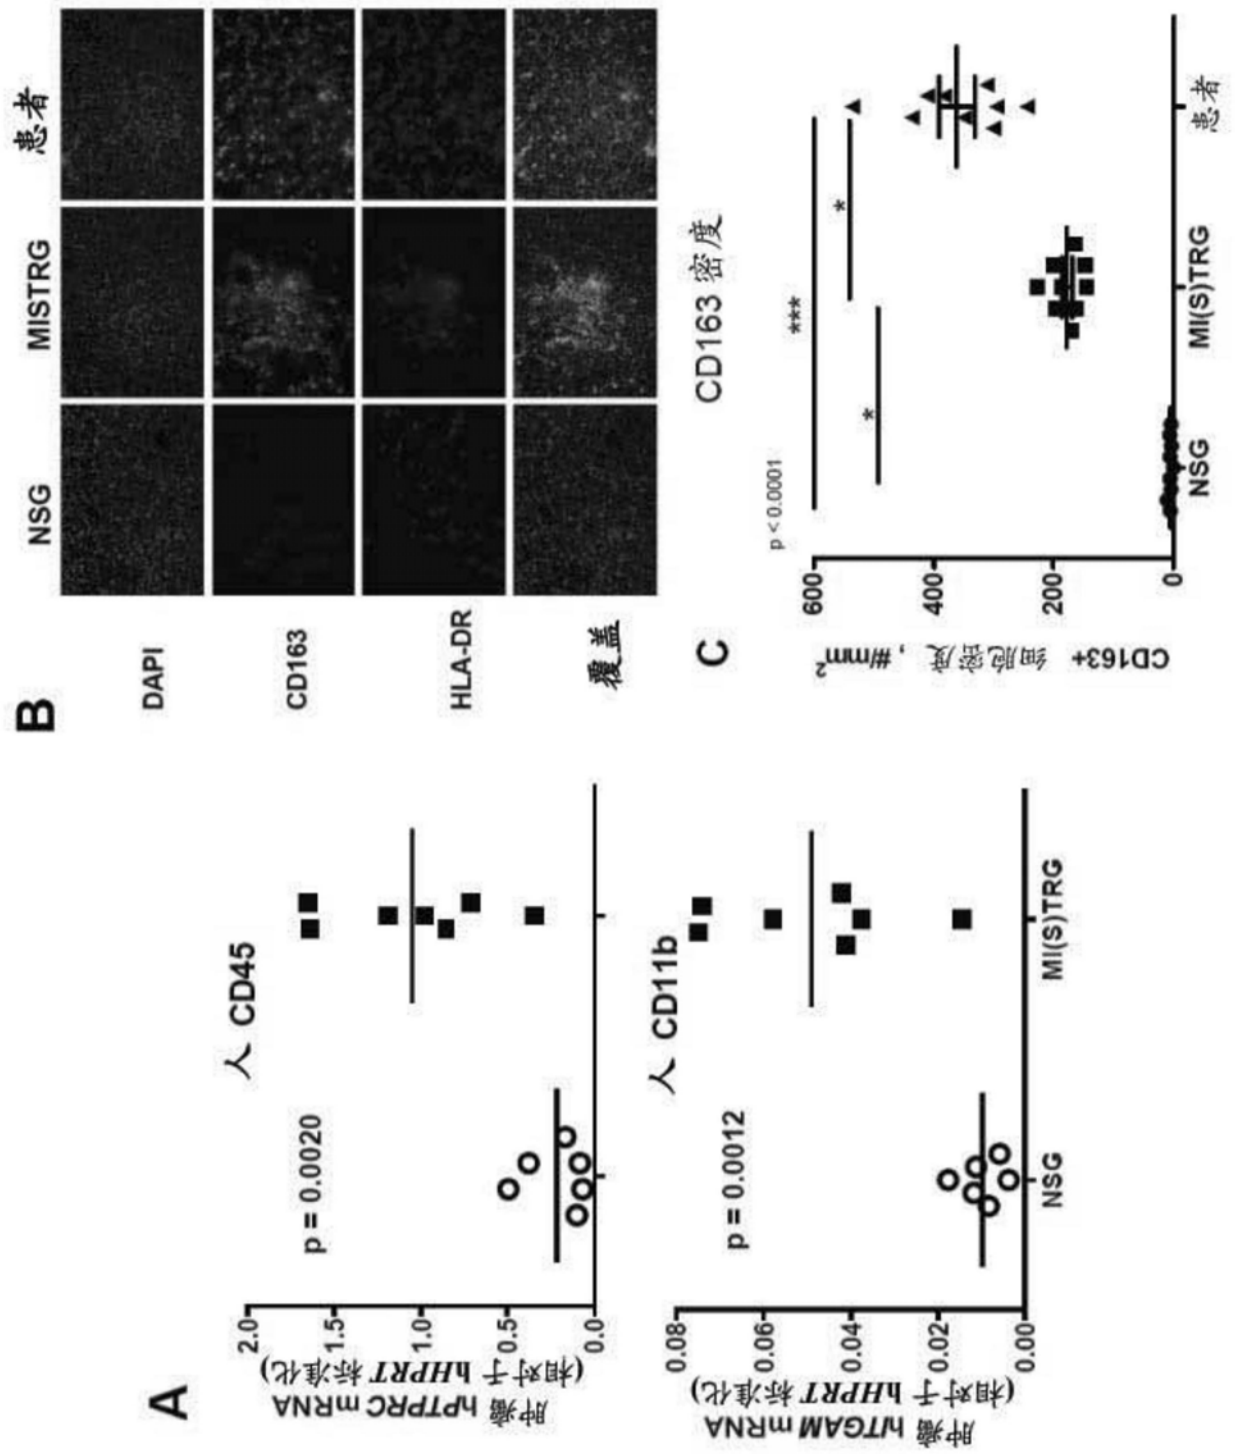 A
人 CD45
p = 0.0020
肿瘤 hPTPRC mRNA
(相对于 hHPRT 标准化)
2.0
1.5
1.0
0.5
0.0
人 CD11b
p = 0.0012
肿瘤 hITGAM mRNA
(相对于 hHPRT 标准化)
0.08
0.06
0.04
0.02
0.00
NSG
MI(S)TRG
B
NSG
MISTRG
患者
DAPI
CD163
HLA-DR
覆盖
C
CD163 密度
p < 0.0001
***
*
*
CD163+ 细胞密度, #/mm²
600
400
200
0
NSG
MI(S)TRG
患者